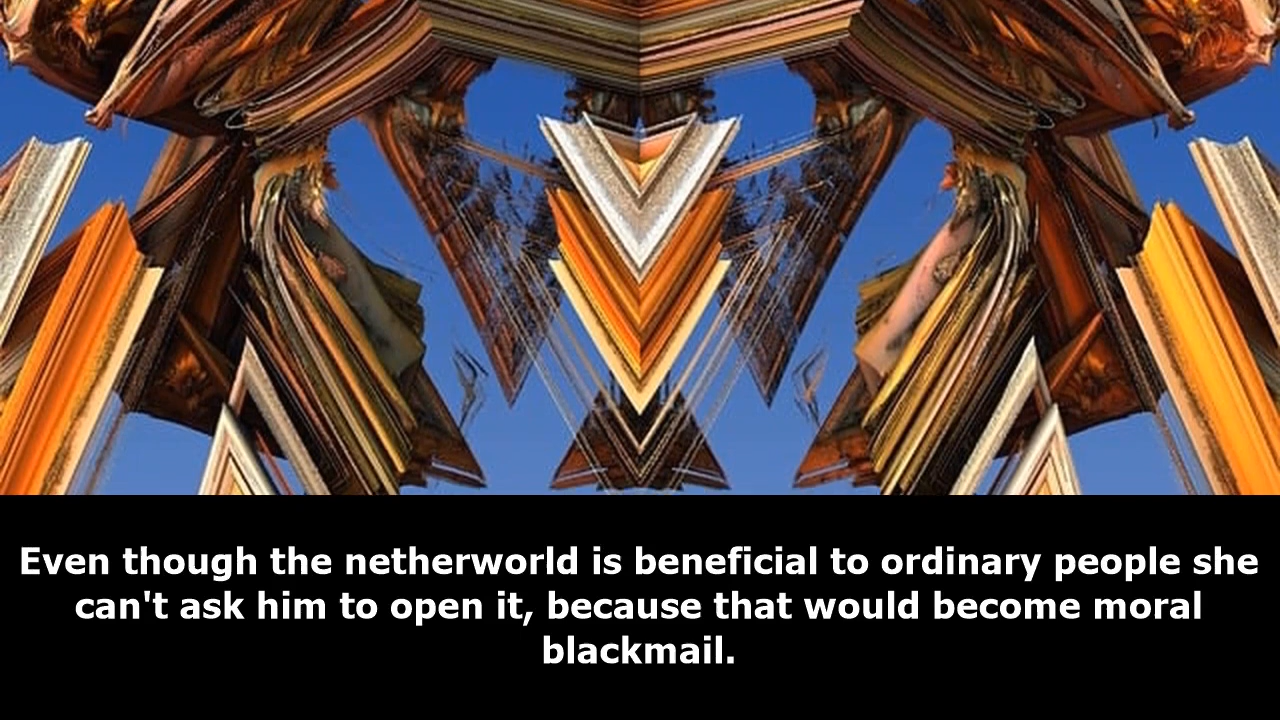 Even though the netherworld is beneficial to ordinary people she
can't ask him to open it, because that would become moral
blackmail.